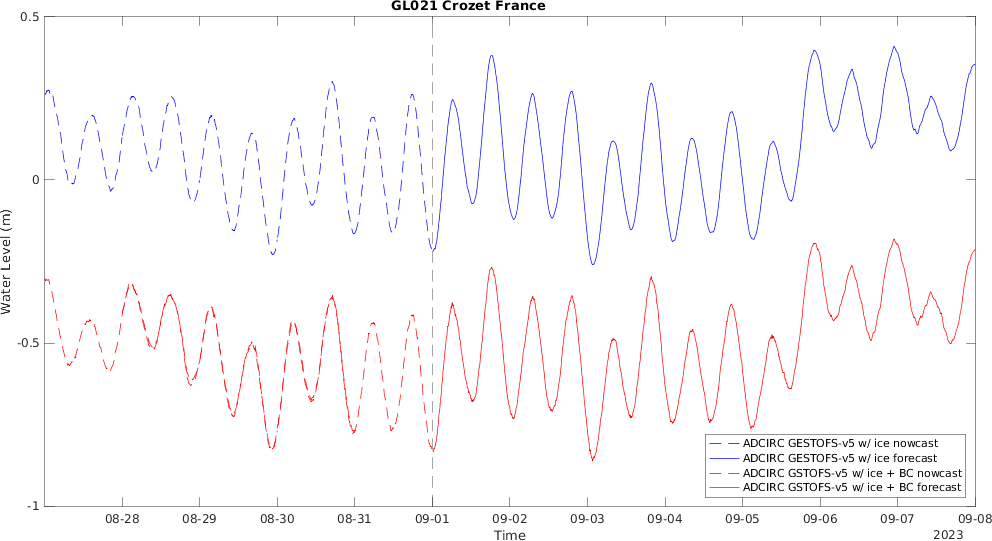 GL021 Crozet France
0.5
0
-0.5
-1
Water Level (m)
08-28 08-29 08-30 08-31 09-01 09-02 09-03 09-04 09-05 09-06 09-07 09-08
Time
2023
ADCIRC GESTOFS-v5 w/ ice nowcast
ADCIRC GESTOFS-v5 w/ ice forecast
ADCIRC GSTOFS-v5 w/ ice + BC nowcast
ADCIRC GSTOFS-v5 w/ ice + BC forecast